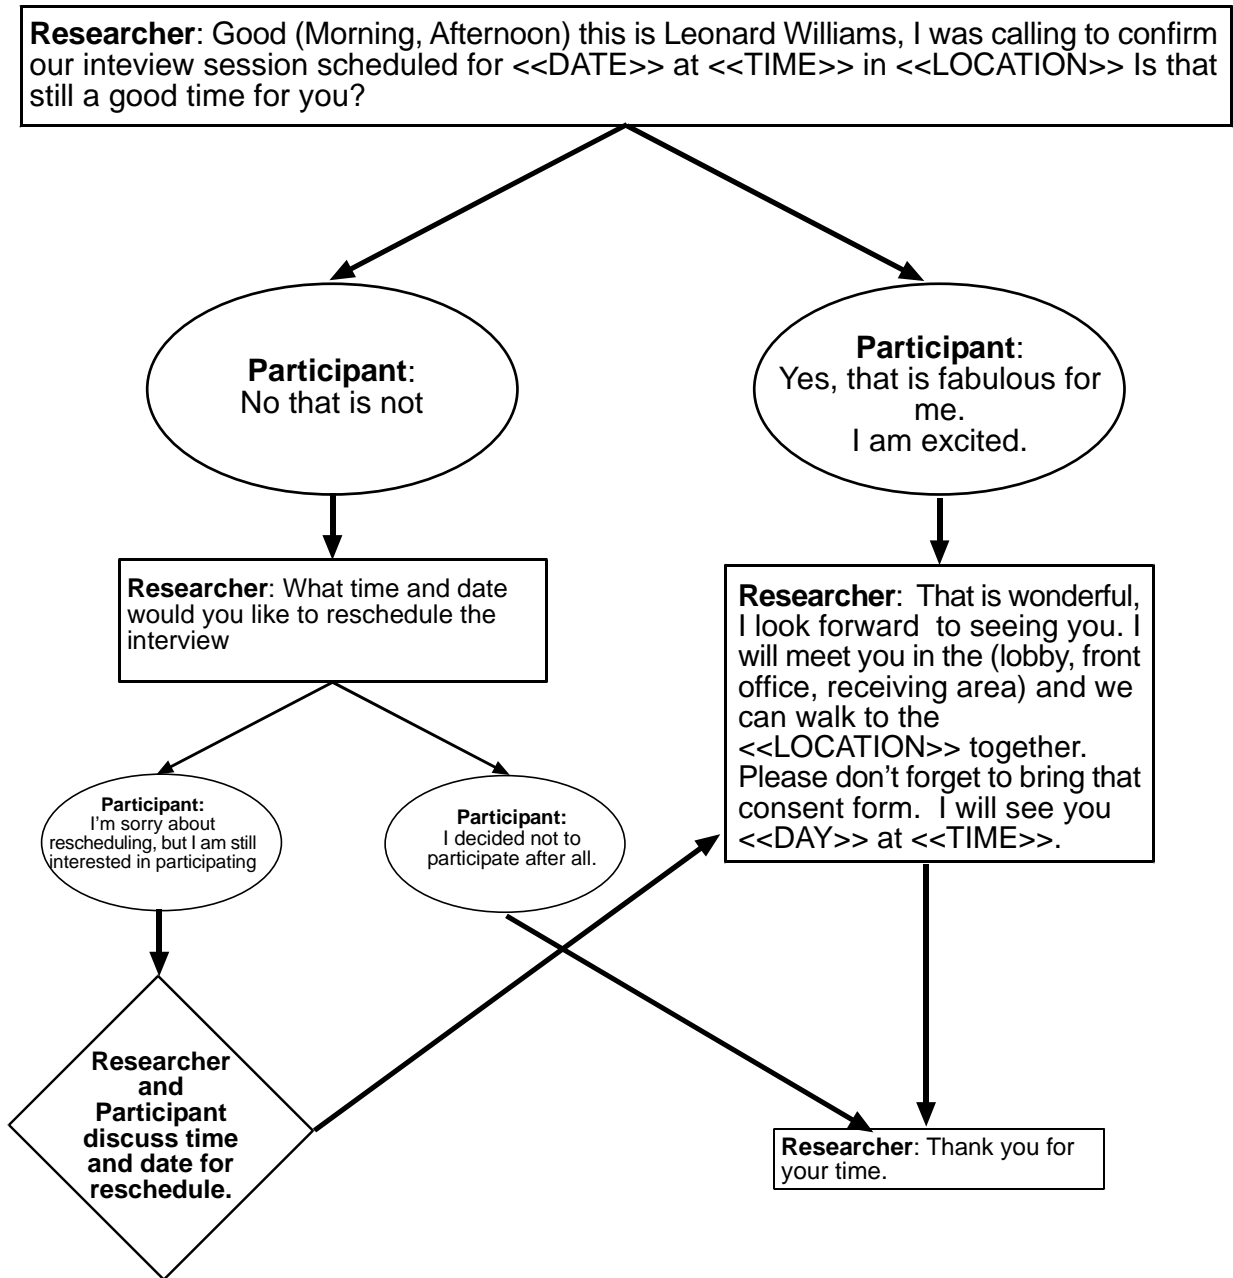 Researcher: Good (Morning, Afternoon) this is Leonard Williams, I was calling to confirm
our inteview session scheduled for <<DATE>> at <<TIME>> in <<LOCATION>> Is that
still a good time for you?
Participant:
No that is not
Participant:
Yes, that is fabulous for
me.
I am excited.
Researcher: What time and date
would you like to reschedule the
interview
Researcher: That is wonderful,
I look forward to seeing you. I
will meet you in the (lobby, front
office, receiving area) and we
can walk to the
<<LOCATION>> together.
Please don't forget to bring that
consent form. I will see you
<<DAY>> at <<TIME>>.
Participant:
I'm sorry about
rescheduling, but I am still
interested in participating
Participant:
I decided not to
participate after all.
Researcher
and
Participant
discuss time
and date for
reschedule.
Researcher: Thank you for
your time.